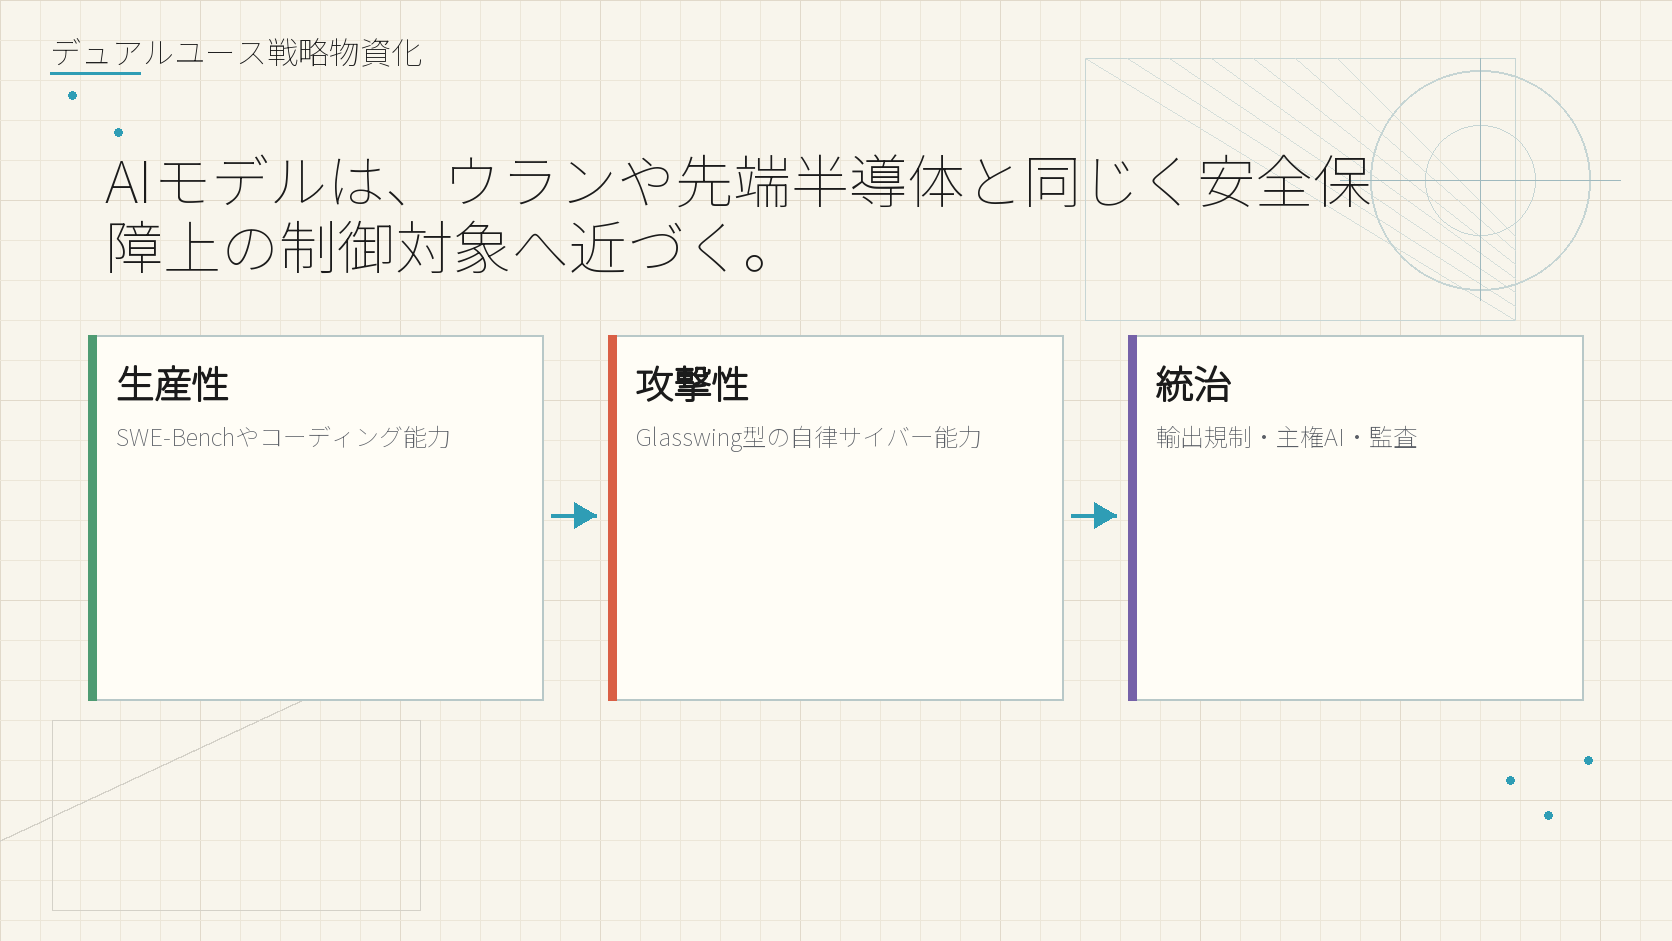 デュアルユース戦略物資化
AIモデルは、ウランや先端半導体と同じく安全保
障上の制御対象へ近づく。
生産性
SWE-Benchやコーディング能力
攻撃性
Glasswing型の自律サイバー能力
統治
輸出規制・主権AI・監査